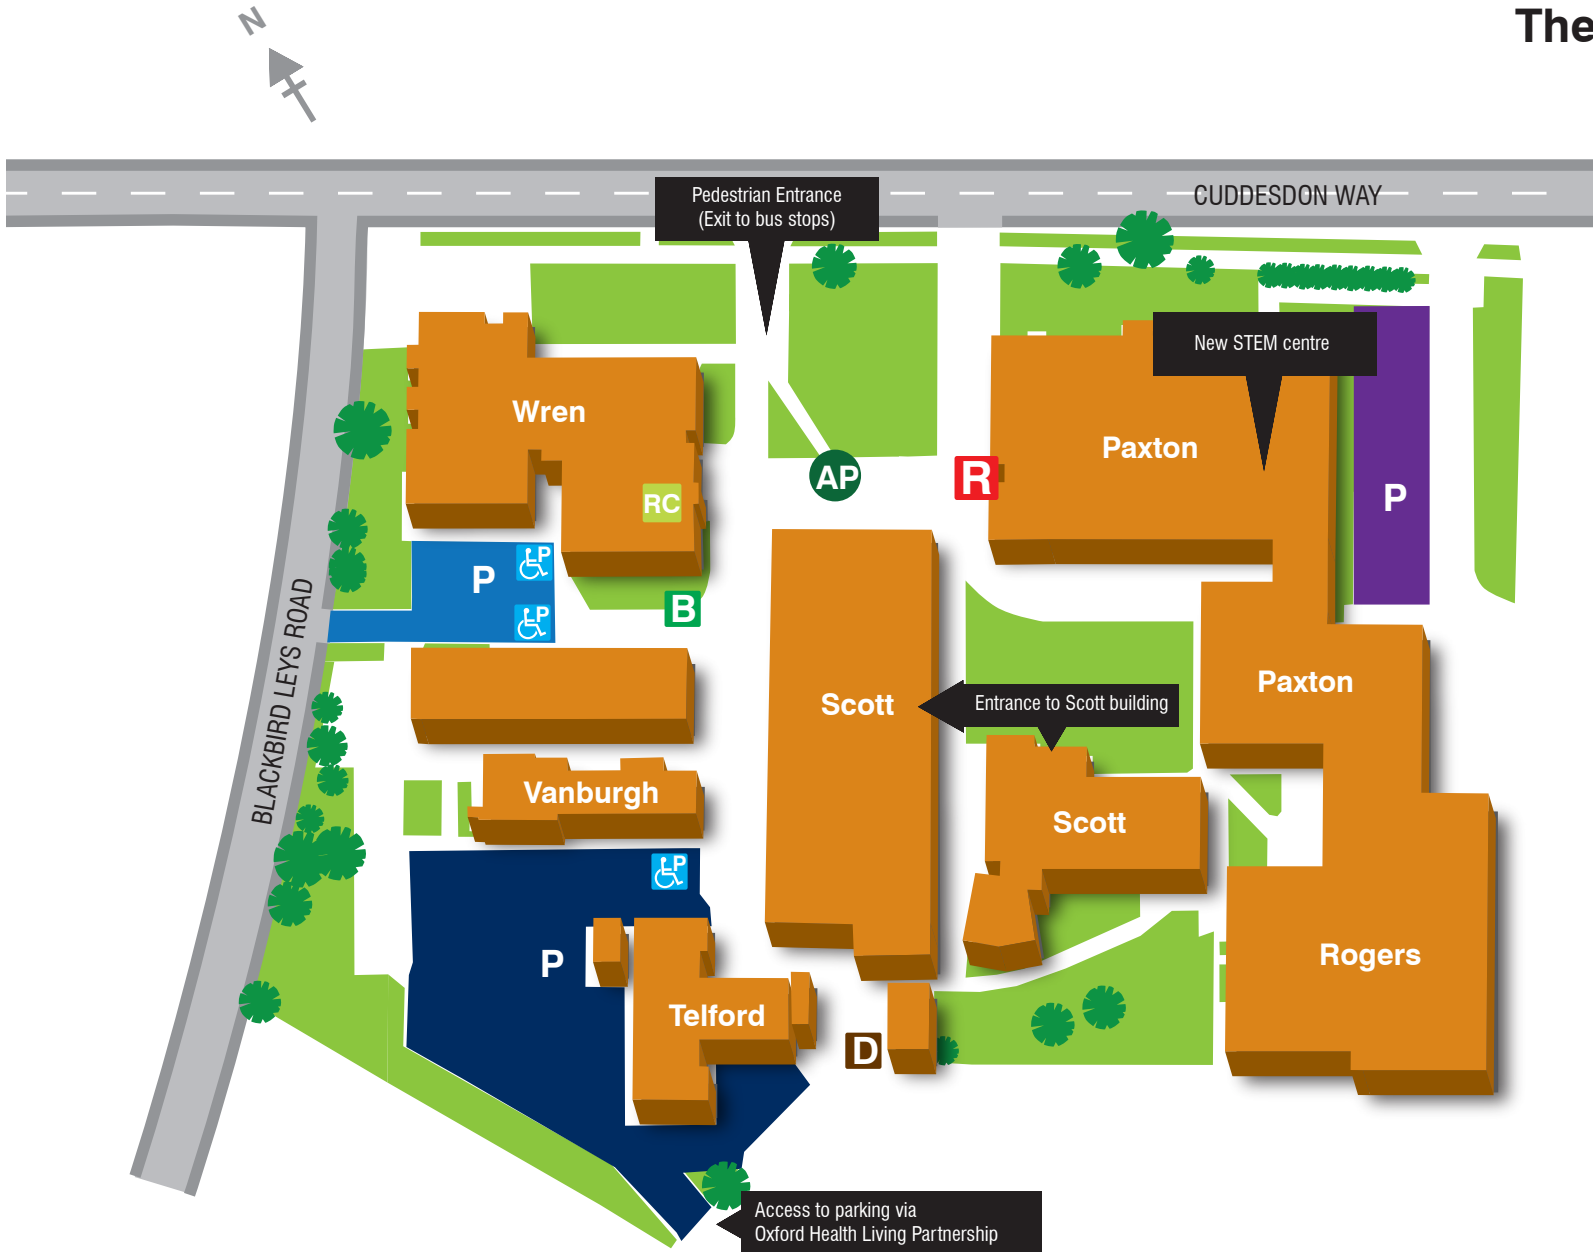 N
The
CUDDESDON WAY
Pedestrian Entrance
(Exit to bus stops)
New STEM centre
Wren
Paxton
AP
R
P
RC
P
P
P
B
BLACKBIRD LEYS ROAD
Scott
Entrance to Scott building
Paxton
Vanburgh
Scott
P
P
Rogers
Telford
D
Access to parking via
Oxford Health Living Partnership